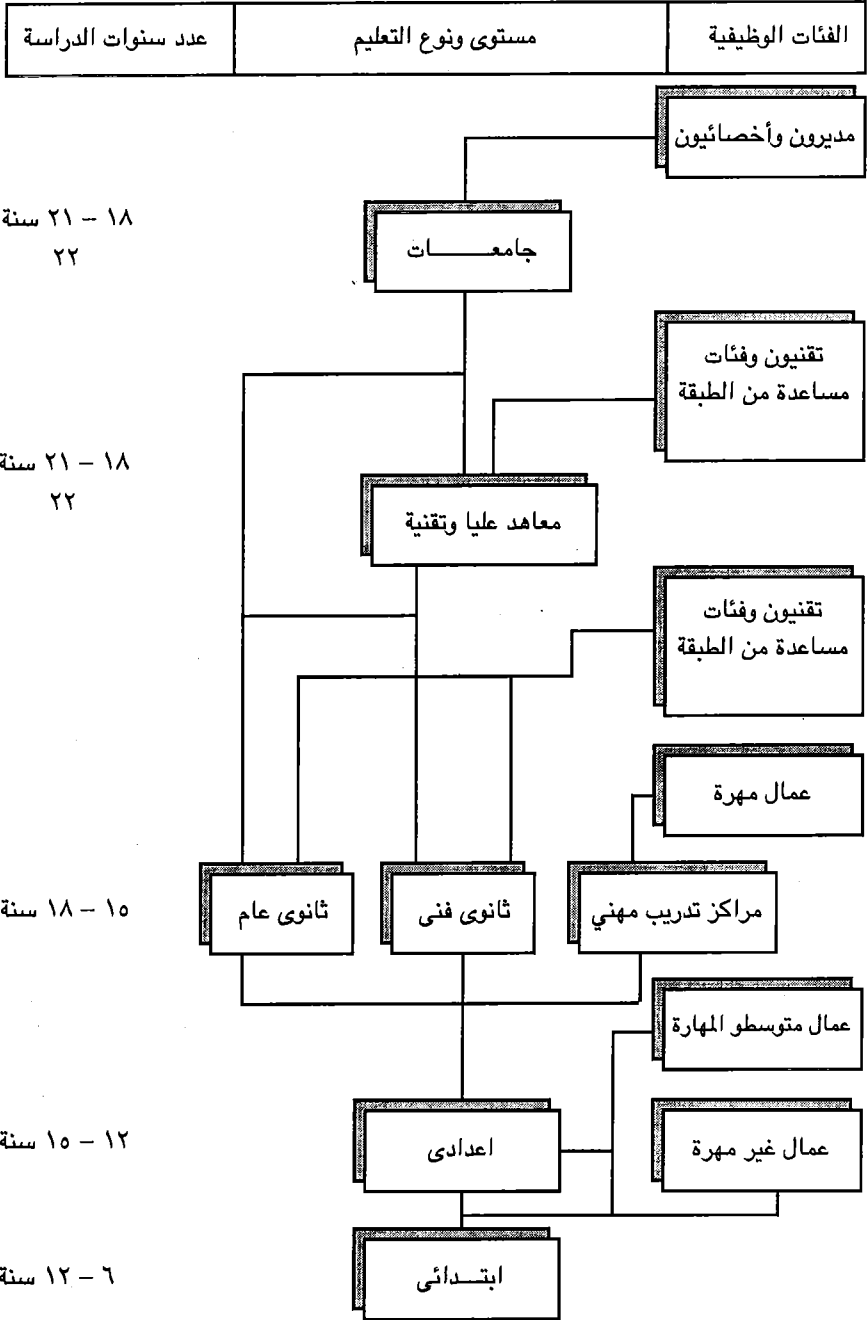 الفئات الوظيفية
مستوى ونوع التعليم
عدد سنوات الدراسة
مديرون وأخصائيون
١٨ – ٢١ سنة
٢٢
جامعـــــــات
تقنيون وفئات
مساعدة من الطبقة
١٨ – ٢١ سنة
٢٢
معاهد عليا وتقنية
تقنيون وفئات
مساعدة من الطبقة
عمال مهرة
مراكز تدريب مهني
ثانوى فنى
ثانوى عام
١٥ – ١٨ سنة
عمال متوسطو المهارة
عمال غير مهرة
اعدادى
١٢ – ١٥ سنة
ابتــدائى
٦ – ١٢ سنة